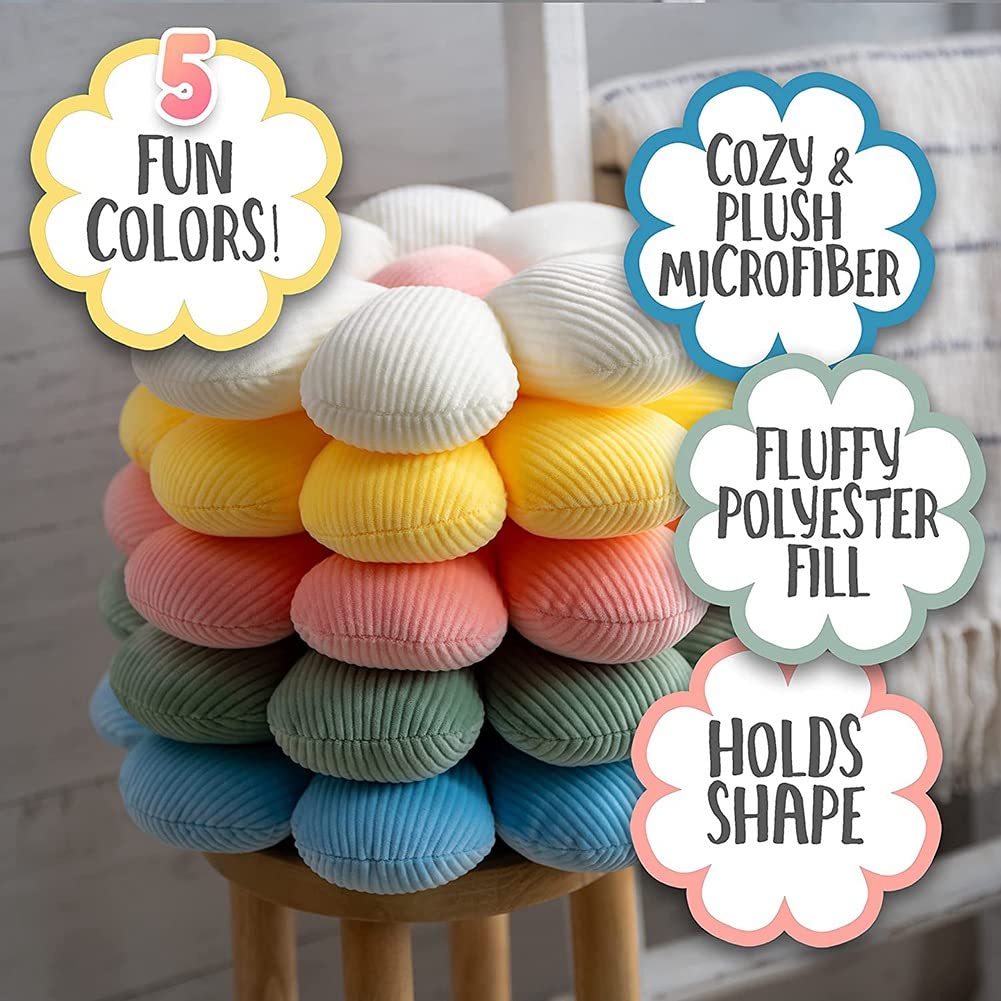 5
FUN
COLORS!
COZY &
PLUSH
MICROFIBER
FLUFFY
POLYESTER
FILL
HOLDS
SHAPE